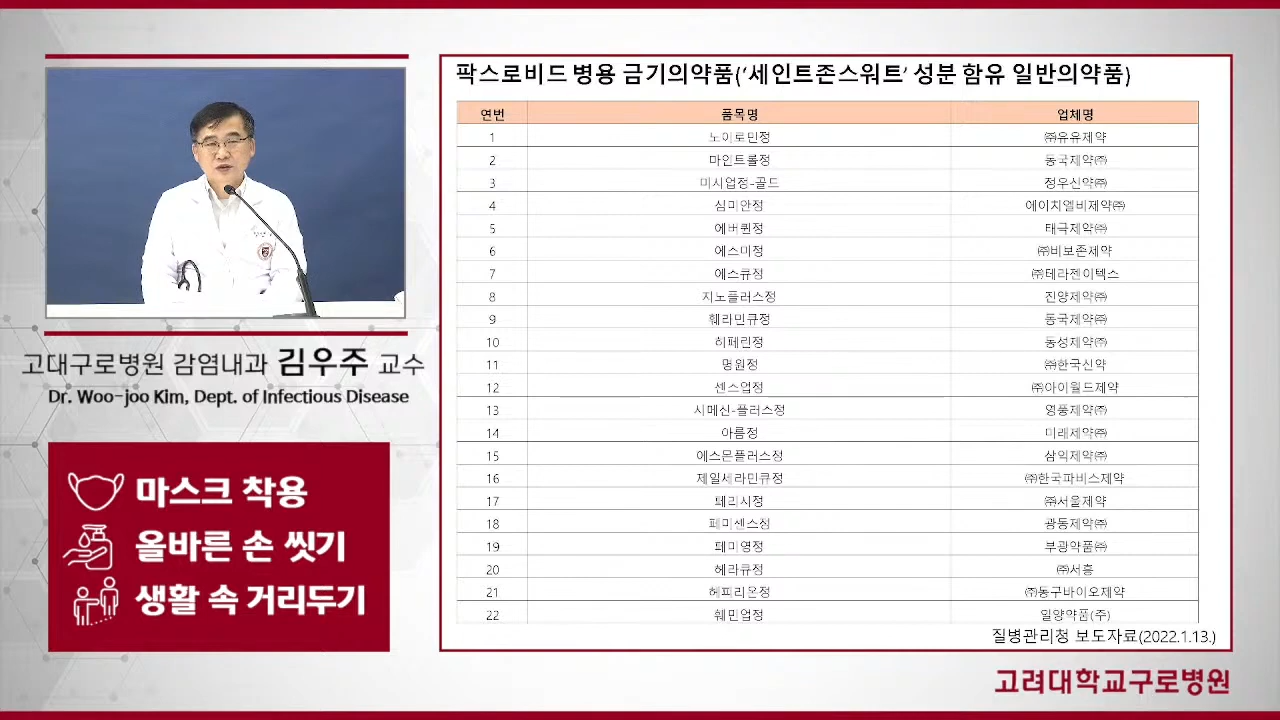 팍스로비드 병용 금기의약품('세인트존스워트' 성분 함유 일반의약품)
연번 품목명 업체명
1 노이로민정 ㈜유유제약
2 마인트롤정 동국제약㈜
3 미시업정-골드 정우신약㈜
4 심미안정 에이치엘비제약㈜
5 에버퀸정 태극제약㈜
6 에스미정 ㈜비보존제약
7 에스큐정 ㈜테라젠이텍스
8 지노플러스정 진양제약㈜
9 훼라민큐정 동국제약㈜
10 히페린정 동성제약㈜
11 명원정 ㈜한국신약
12 센스업정 ㈜아이월드제약
13 시메신-플러스정 영풍제약㈜
14 아름정 미래제약㈜
15 에스몬플러스정 삼익제약㈜
16 제일세라민큐정 ㈜한국파비스제약
17 페리시정 ㈜서울제약
18 페미센스정 광동제약㈜
19 페미영정 부광약품㈜
20 헤라큐정 ㈜서흥
21 허피리온정 ㈜동구바이오제약
22 훼민업정 일양약품(주)
질병관리청 보도자료(2022.1.13.)
고대구로병원 감염내과 김우주 교수
Dr. Woo-joo Kim, Dept. of Infectious Disease
마스크 착용
올바른 손 씻기
생활 속 거리두기
고려대학교구로병원